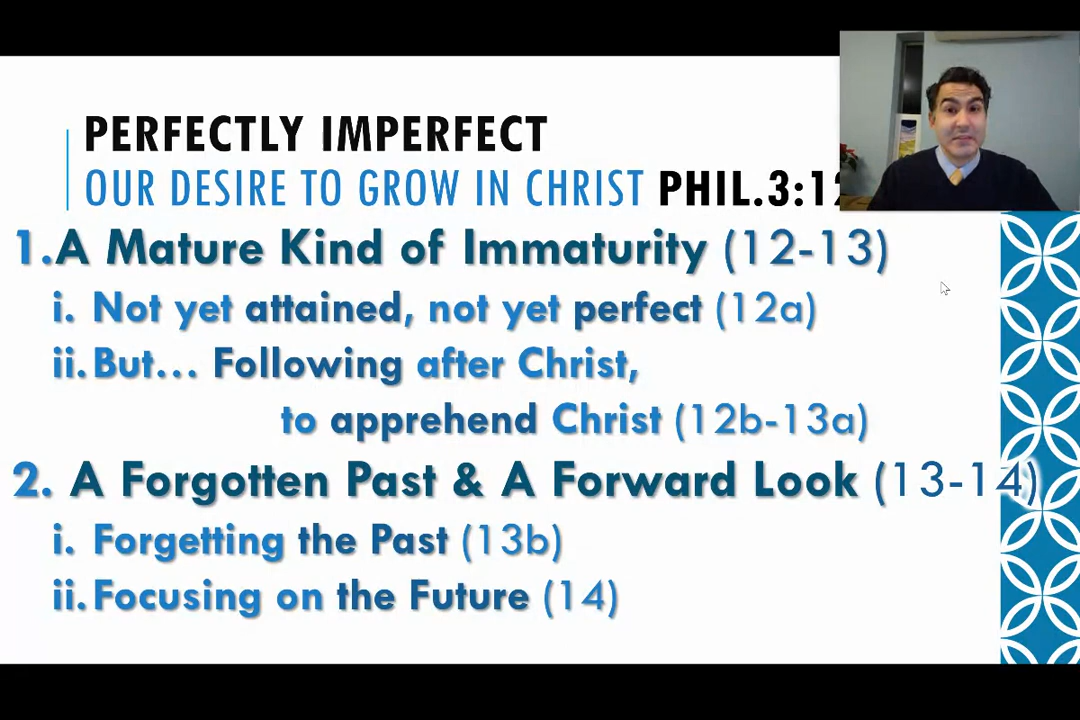 PERFECTLY IMPERFECT
OUR DESIRE TO GROW IN CHRIST PHIL.3:12
1.A Mature Kind of Immaturity (12-13)
i. Not yet attained, not yet perfect (12a)
ii.But... Following after Christ,
to apprehend Christ (12b-13a)
2. A Forgotten Past & A Forward Look (13-14)
i. Forgetting the Past (13b)
ii.Focusing on the Future (14)